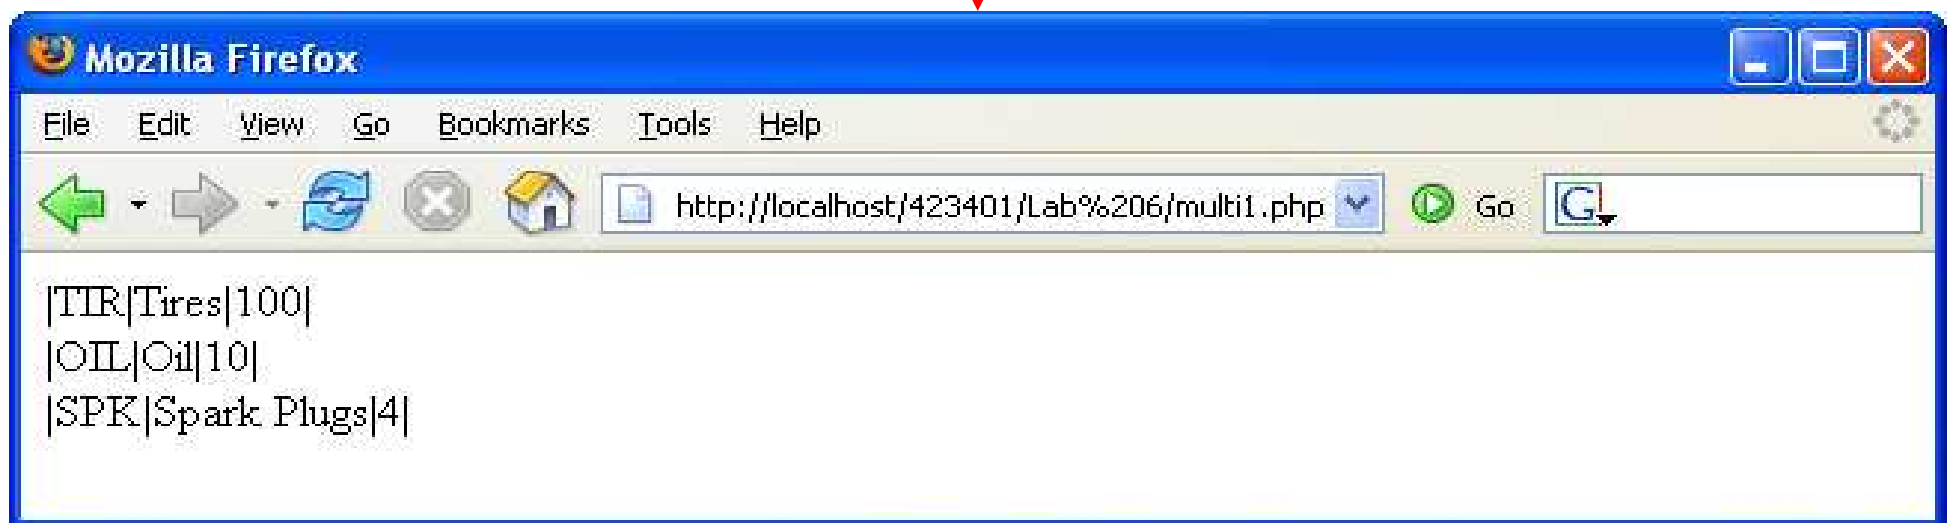 Mozilla Firefox
File Edit View Go Bookmarks Tools Help
http://localhost/423401/Lab%206/multi1.php Go G
|TIR|Tires|100|
|OIL|Oil|10|
|SPK|Spark Plugs|4|